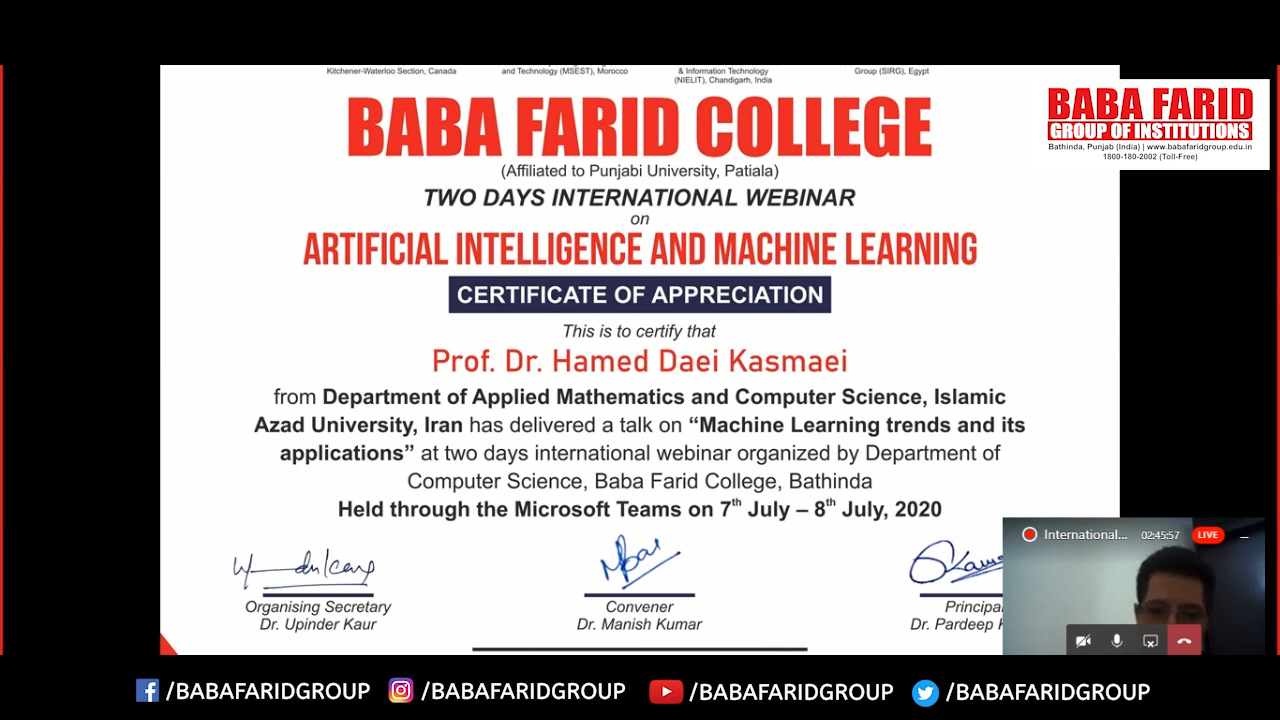 Kitchener-Waterloo Section, Canada
and Technology (MSEST), Morocco
& Information Technology
(NIELIT), Chandigarh, India
Group (SIRG), Egypt
BABA FARID COLLEGE
(Affiliated to Punjabi University, Patiala)
TWO DAYS INTERNATIONAL WEBINAR
on
ARTIFICIAL INTELLIGENCE AND MACHINE LEARNING
CERTIFICATE OF APPRECIATION
This is to certify that
Prof. Dr. Hamed Daei Kasmaei
from Department of Applied Mathematics and Computer Science, Islamic
Azad University, Iran has delivered a talk on “Machine Learning trends and its
applications” at two days international webinar organized by Department of
Computer Science, Baba Farid College, Bathinda
Held through the Microsoft Teams on 7th July – 8th July, 2020
Organising Secretary
Dr. Upinder Kaur
Convener
Dr. Manish Kumar
Principal
Dr. Pardeep K
BABA FARID
GROUP OF INSTITUTIONS
Bathinda, Punjab (India) | www.babafaridgroup.edu.in
1800-180-2002 (Toll-Free)
International... 02:45:57 LIVE
/BABAFARIDGROUP /BABAFARIDGROUP /BABAFARIDGROUP /BABAFARIDGROUP